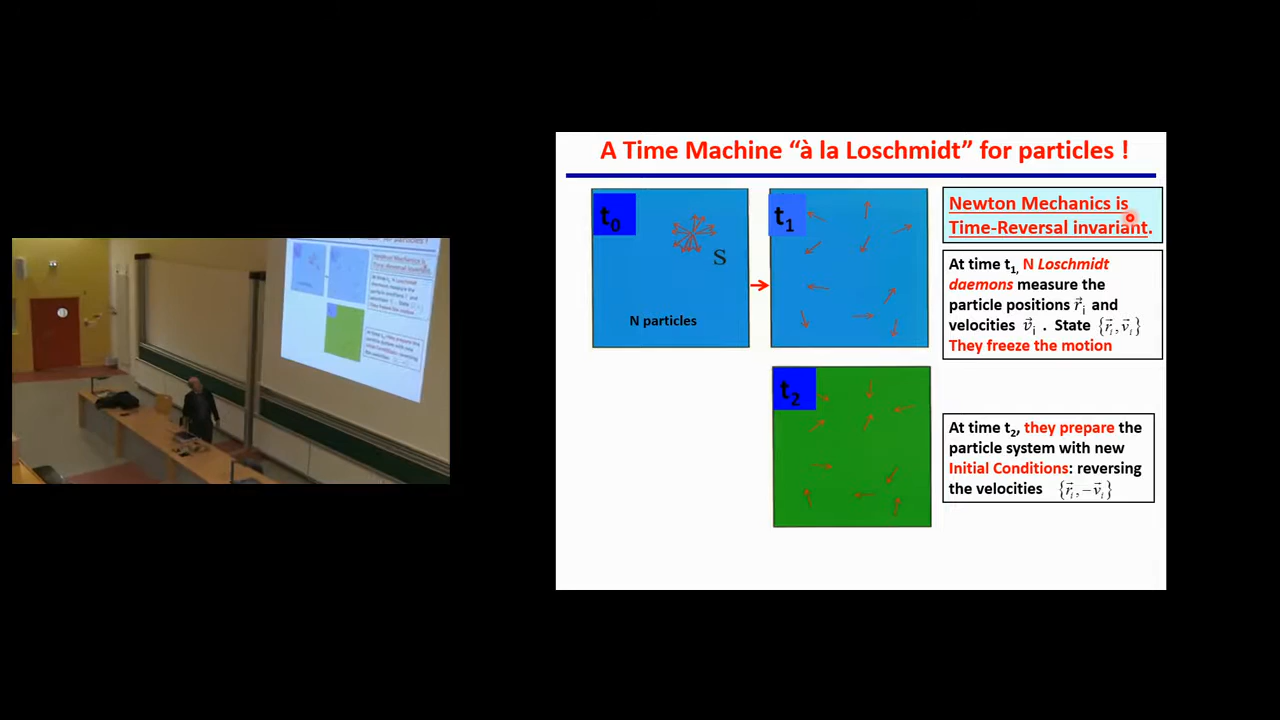 A Time Machine “à la Loschmidt” for particles !
t₀
S
N particles
t₁
Newton Mechanics is
Time-Reversal invariant.
At time t₁, N Loschmidt
daemons measure the
particle positions r⃗ᵢ and
velocities v⃗ᵢ . State {r⃗ᵢ, v⃗ᵢ}
They freeze the motion
t₂
At time t₂, they prepare the
particle system with new
Initial Conditions: reversing
the velocities {r⃗ᵢ, −v⃗ᵢ}